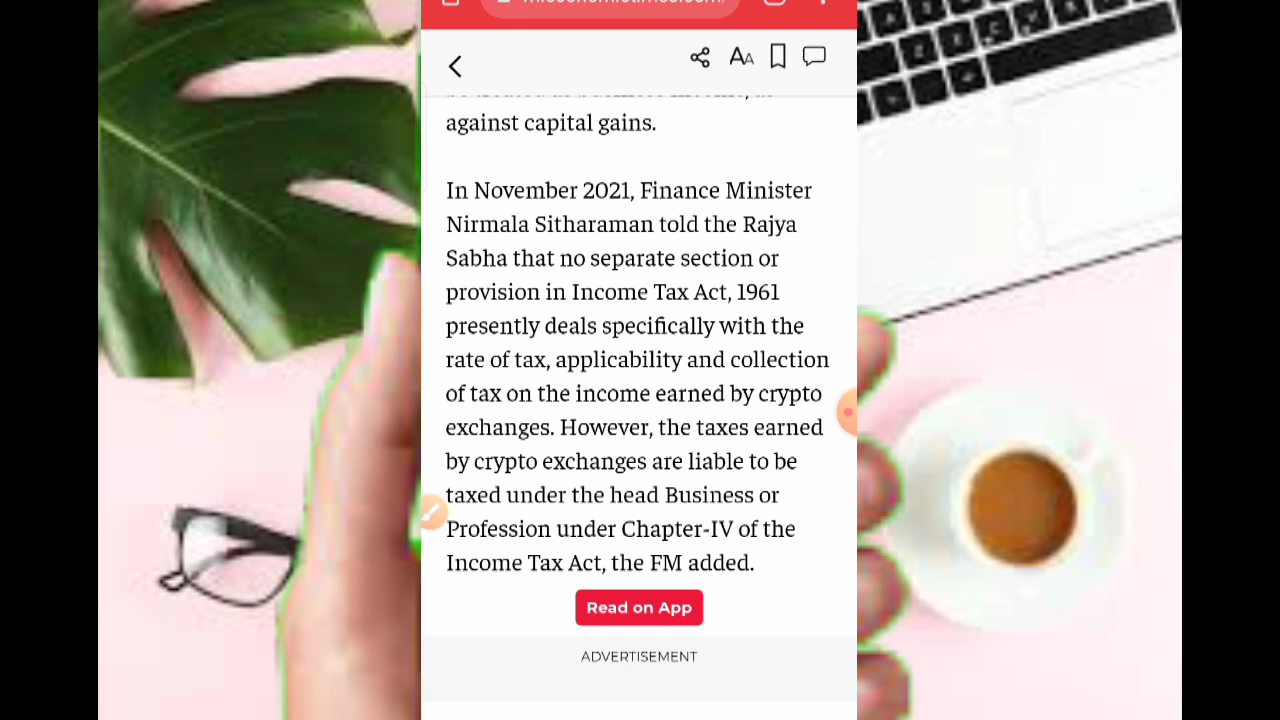 against capital gains.
In November 2021, Finance Minister
Nirmala Sitharaman told the Rajya
Sabha that no separate section or
provision in Income Tax Act, 1961
presently deals specifically with the
rate of tax, applicability and collection
of tax on the income earned by crypto
exchanges. However, the taxes earned
by crypto exchanges are liable to be
taxed under the head Business or
Profession under Chapter-IV of the
Income Tax Act, the FM added.
Read on App
ADVERTISEMENT